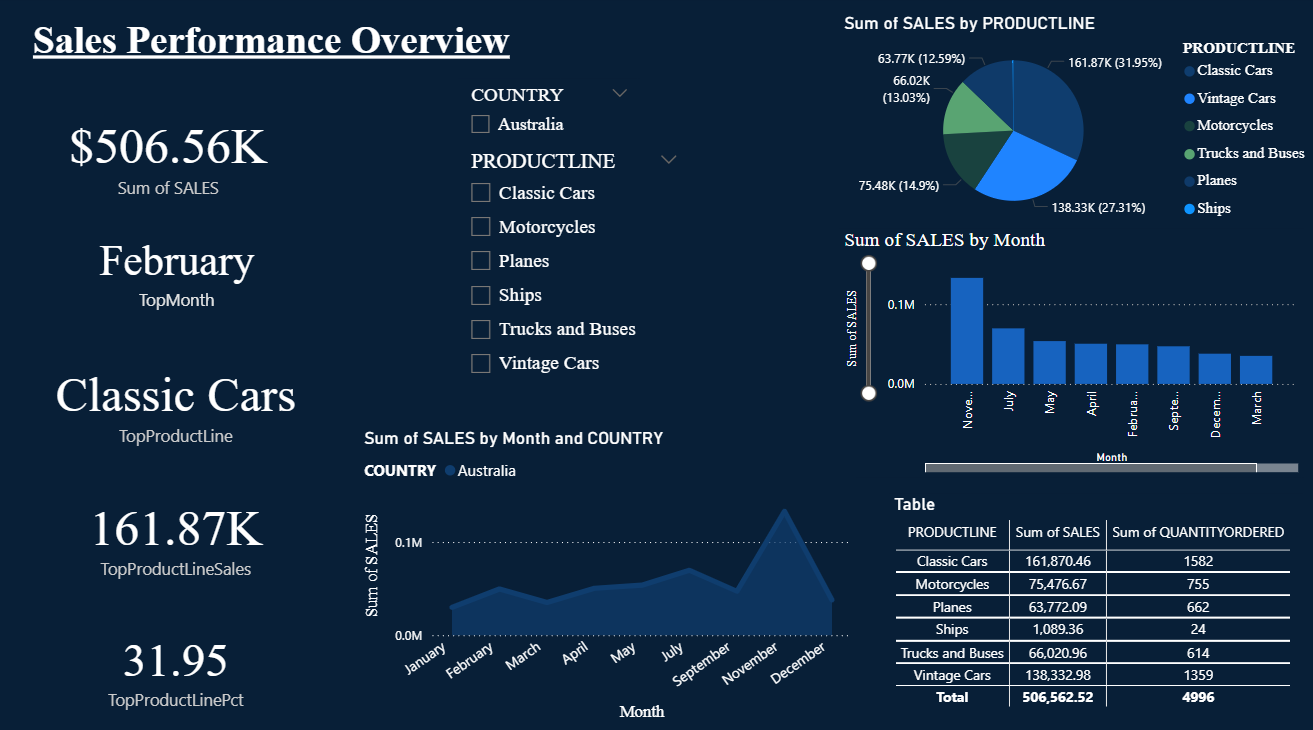 Sales Performance Overview
$506.56K
Sum of SALES
February
TopMonth
Classic Cars
TopProductLine
161.87K
TopProductLineSales
31.95
TopProductLinePct
COUNTRY
Australia
PRODUCTLINE
Classic Cars
Motorcycles
Planes
Ships
Trucks and Buses
Vintage Cars
Sum of SALES by PRODUCTLINE
63.77K (12.59%)
161.87K (31.95%)
66.02K
(13.03%)
75.48K (14.9%)
138.33K (27.31%)
PRODUCTLINE
Classic Cars
Vintage Cars
Motorcycles
Trucks and Buses
Planes
Ships
Sum of SALES by Month
Sum of SALES
0.1M
0.0M
Nove...
July
May
April
Februa...
Septe...
Decem...
March
Month
Sum of SALES by Month and COUNTRY
COUNTRY Australia
Sum of SALES
0.1M
0.0M
January
February
March
April
May
July
September
November
December
Month
Table
PRODUCTLINE Sum of SALES Sum of QUANTITYORDERED
Classic Cars 161,870.46 1582
Motorcycles 75,476.67 755
Planes 63,772.09 662
Ships 1,089.36 24
Trucks and Buses 66,020.96 614
Vintage Cars 138,332.98 1359
Total 506,562.52 4996